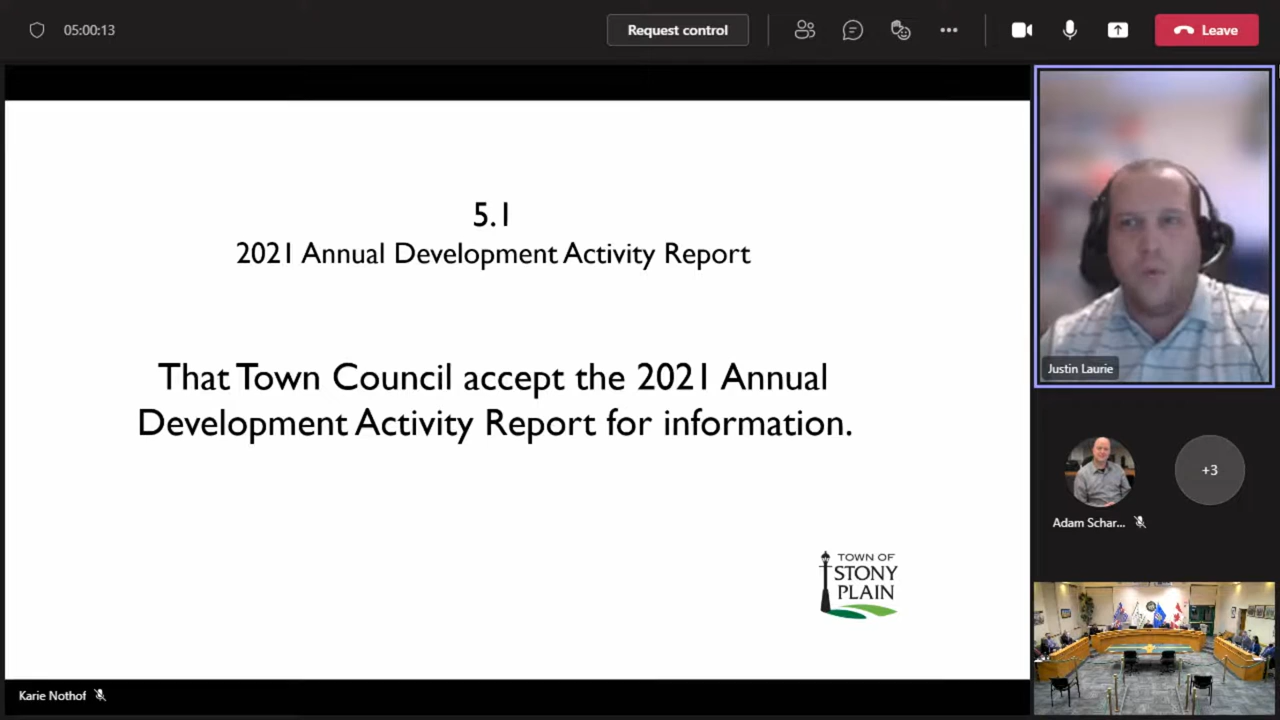 05:00:13
Request control
Leave
5.1
2021 Annual Development Activity Report
That Town Council accept the 2021 Annual
Development Activity Report for information.
TOWN OF
STONY
PLAIN
Justin Laurie
+3
Adam Schar...
Karie Nothof